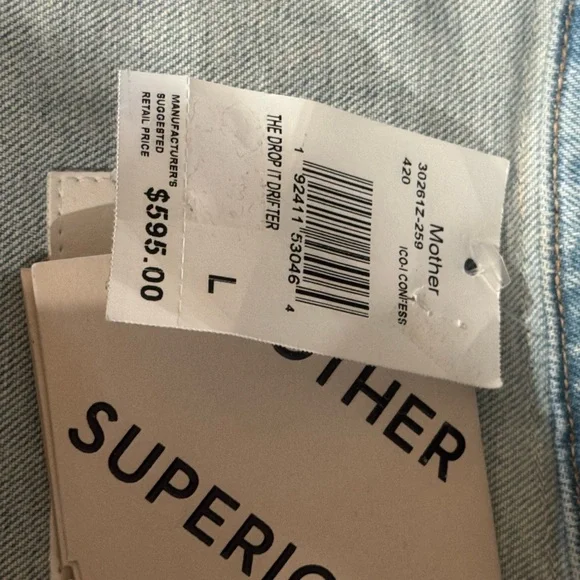 Mother
30261Z-259
420
ICO-I CONFESS
1 92411 53046 4
THE DROP IT DRIFTER
L
MANUFACTURER'S
SUGGESTED
RETAIL PRICE
$595.00
OTHER
SUPERIO